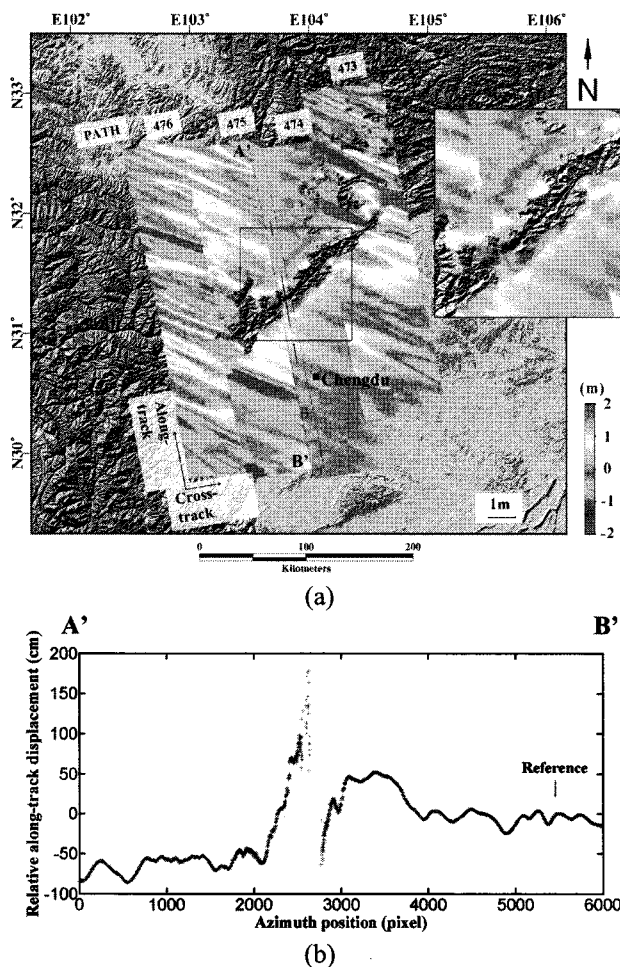 E102° E103° E104° E105° E106°
N33°
N32°
N31°
N30°
473
PATH 476 475 474
A'
N
Chengdu
B'
Along-track
Cross-track
1m
(m)
2
1
0
-1
-2
0 100 200
Kilometers
(a)
A' B'
Relative along-track displacement (cm)
200
150
100
50
0
-50
-100
Reference
0 1000 2000 3000 4000 5000 6000
Azimuth position (pixel)
(b)